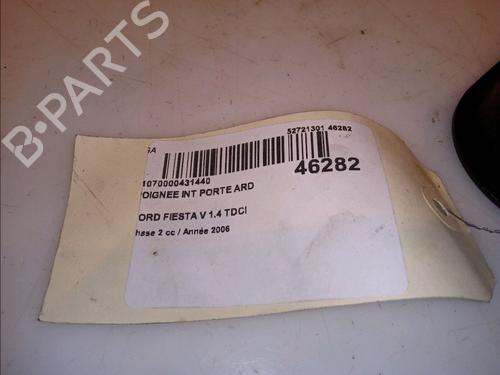 B-PARTS
GA
52721301 46282
46282
1070000431440
OIGNEE INT PORTE ARD
ORD FIESTA V 1.4 TDCI
hase 2 cc / Année 2006